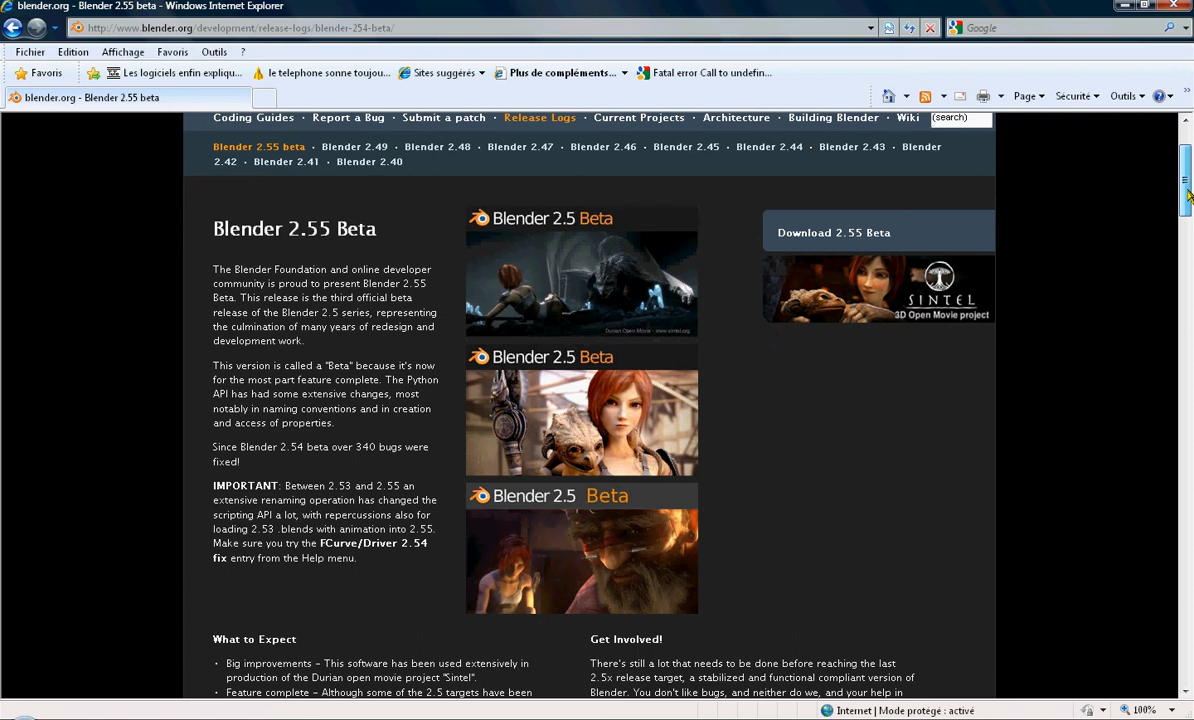 blender.org - Blender 2.55 beta - Windows Internet Explorer
http://www.blender.org/development/release-logs/blender-254-beta/
Google
Fichier Edition Affichage Favoris Outils ?
Favoris Les logiciels enfin expliqu... le telephone sonne toujou... Sites suggérés Plus de compléments... Fatal error Call to undefin...
blender.org - Blender 2.55 beta
Page Sécurité Outils
Coding Guides · Report a Bug · Submit a patch · Release Logs · Current Projects · Architecture · Building Blender · Wiki (search)
Blender 2.55 beta · Blender 2.49 · Blender 2.48 · Blender 2.47 · Blender 2.46 · Blender 2.45 · Blender 2.44 · Blender 2.43 · Blender
2.42 · Blender 2.41 · Blender 2.40
Blender 2.55 Beta
The Blender Foundation and online developer
community is proud to present Blender 2.55
Beta. This release is the third official beta
release of the Blender 2.5 series, representing
the culmination of many years of redesign and
development work.
This version is called a "Beta" because it's now
for the most part feature complete. The Python
API has had some extensive changes, most
notably in naming conventions and in creation
and access of properties.
Since Blender 2.54 beta over 340 bugs were
fixed!
IMPORTANT: Between 2.53 and 2.55 an
extensive renaming operation has changed the
scripting API a lot, with repercussions also for
loading 2.53 .blends with animation into 2.55.
Make sure you try the FCurve/Driver 2.54
fix entry from the Help menu.
Blender 2.5 Beta
Durian Open Movie - www.sintel.org
Blender 2.5 Beta
Blender 2.5 Beta
Download 2.55 Beta
SINTEL
3D Open Movie project
What to Expect
· Big improvements - This software has been used extensively in
production of the Durian open movie project "Sintel".
· Feature complete - Although some of the 2.5 targets have been
Get Involved!
There's still a lot that needs to be done before reaching the last
2.5x release target, a stabilized and functional compliant version of
Blender. You don't like bugs, and neither do we, and your help in
Internet | Mode protégé : activé
100%